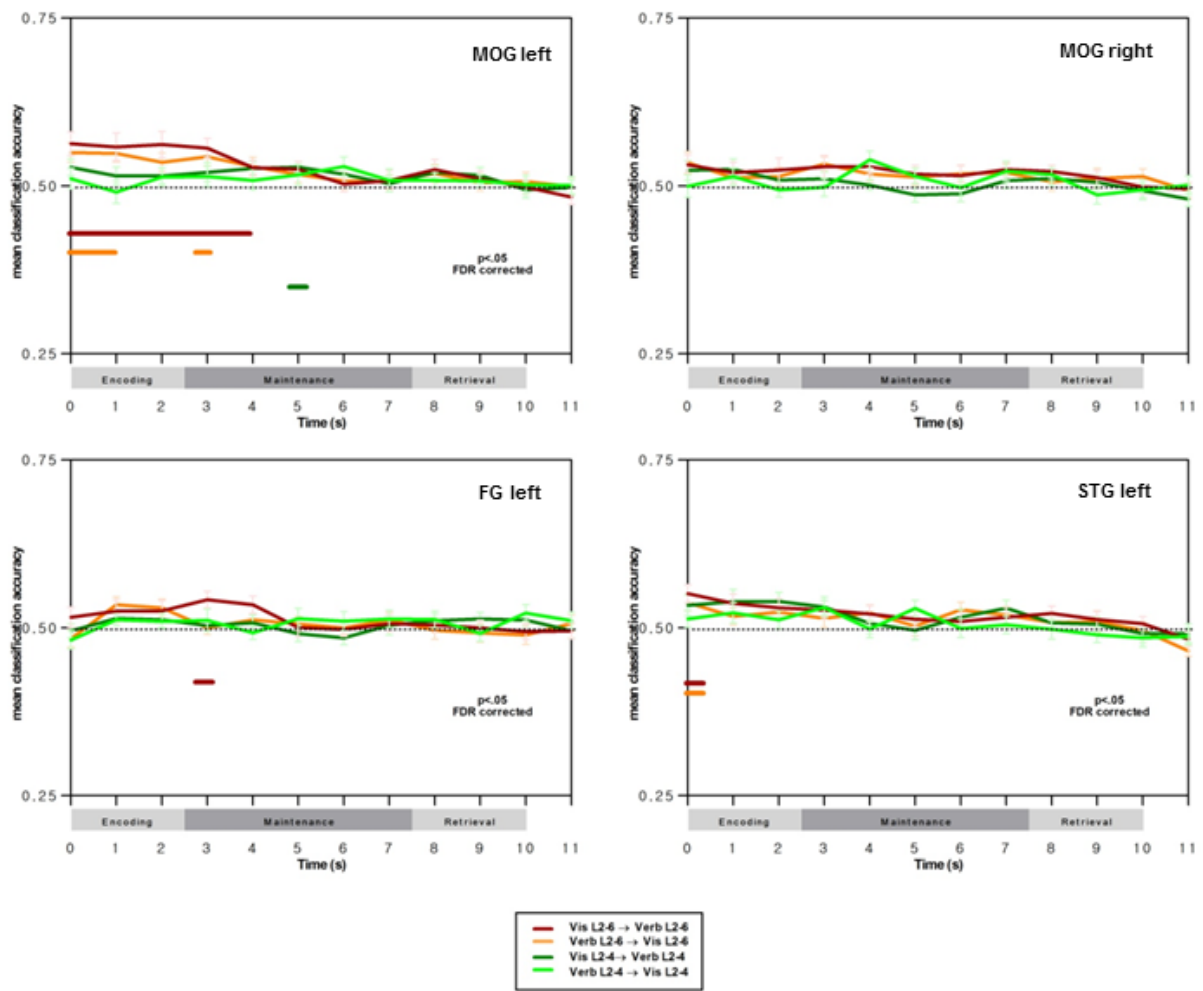 0.75
MOG left
mean classification accuracy
0.50
p<.05
FDR corrected
0.25
Encoding Maintenance Retrieval
0 1 2 3 4 5 6 7 8 9 10 11
Time (s)
0.75
MOG right
mean classification accuracy
0.50
0.25
Encoding Maintenance Retrieval
0 1 2 3 4 5 6 7 8 9 10 11
Time (s)
0.75
FG left
mean classification accuracy
0.50
p<.05
FDR corrected
0.25
Encoding Maintenance Retrieval
0 1 2 3 4 5 6 7 8 9 10 11
Time (s)
0.75
STG left
mean classification accuracy
0.50
p<.05
FDR corrected
0.25
Encoding Maintenance Retrieval
0 1 2 3 4 5 6 7 8 9 10 11
Time (s)
Vis L2-6 → Verb L2-6
Verb L2-6 → Vis L2-6
Vis L2-4→ Verb L2-4
Verb L2-4 → Vis L2-4